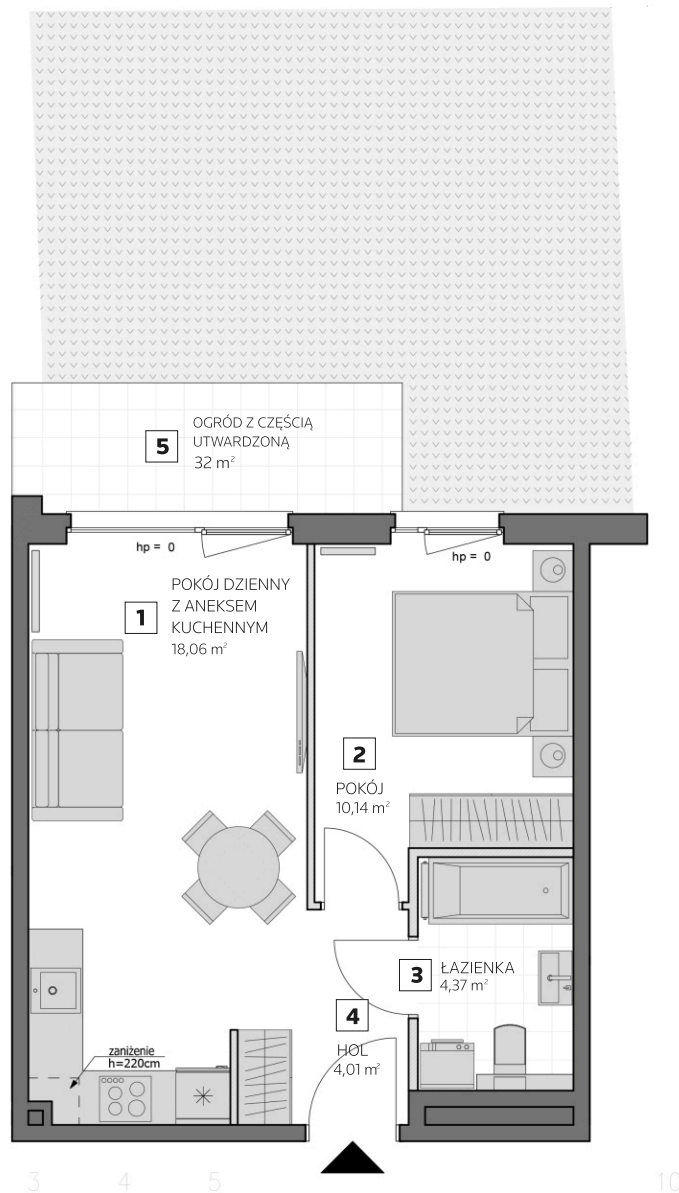 5
OGRÓD Z CZĘŚCIĄ
UTWARDZONĄ
32 m²
hp = 0
hp = 0
1
POKÓJ DZIENNY
Z ANEKSEM
KUCHENNYM
18,06 m²
2
POKÓJ
10,14 m²
3
ŁAZIENKA
4,37 m²
4
HOL
4,01 m²
zaniżenie
h=220cm
3 4 5 10